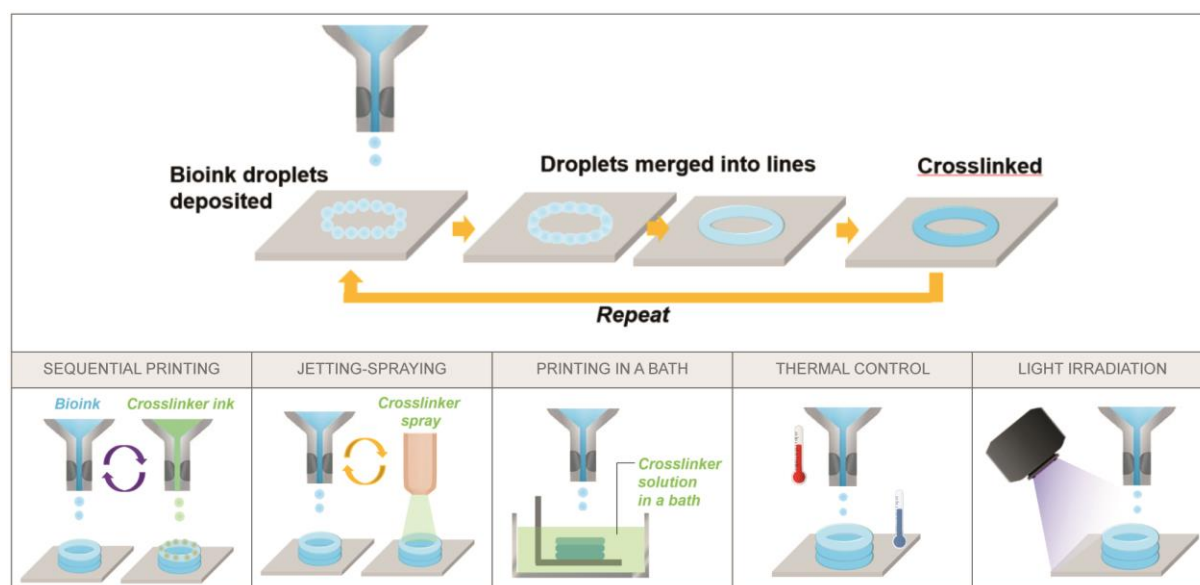 Bioink droplets
deposited
Droplets merged into lines
Crosslinked
Repeat
SEQUENTIAL PRINTING
JETTING-SPRAYING
PRINTING IN A BATH
THERMAL CONTROL
LIGHT IRRADIATION
Bioink
Crosslinker ink
Crosslinker
spray
Crosslinker
solution
in a bath